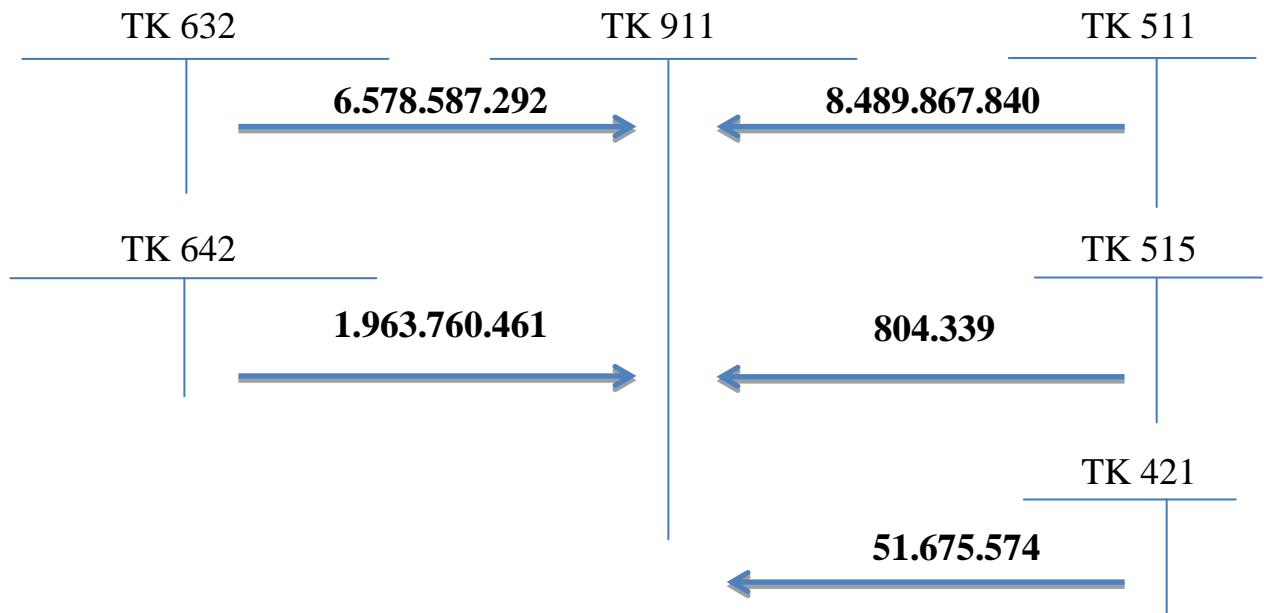 TK 632 TK 911 TK 511
6.578.587.292 8.489.867.840
TK 642 TK 515
1.963.760.461 804.339
TK 421
51.675.574